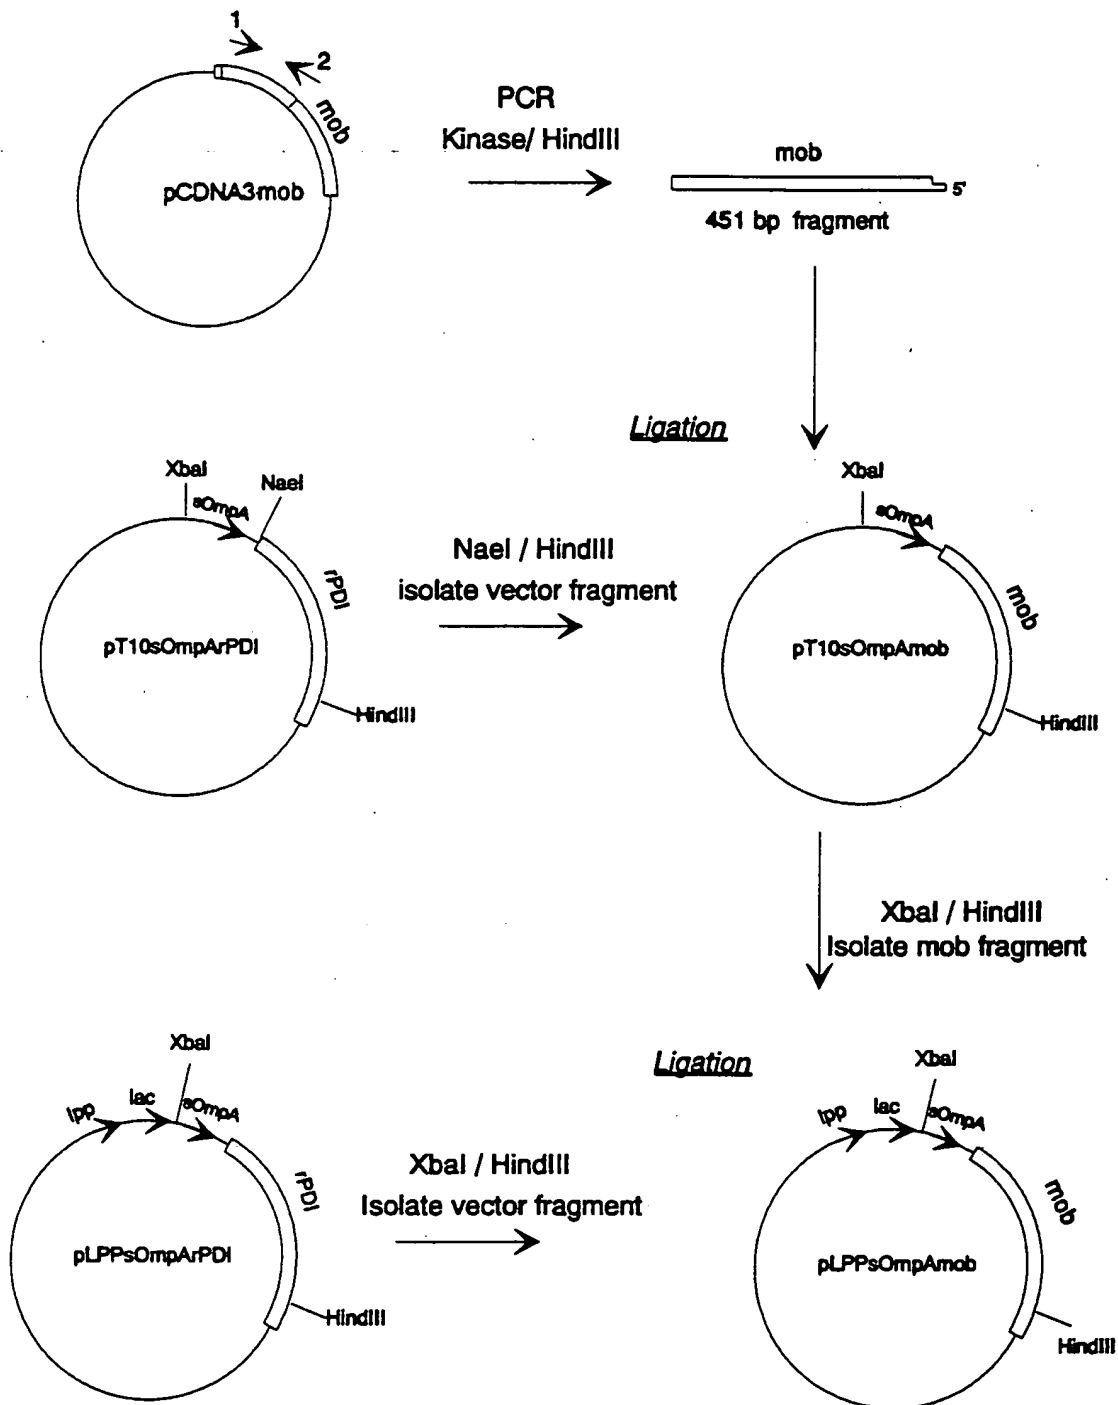 1
2
mob
pCDNA3mob
PCR
Kinase/ HindIII
mob
5'
451 bp fragment
Ligation
XbaI
NaeI
sOmpA
rPDI
pT10sOmpArPDI
HindIII
NaeI / HindIII
isolate vector fragment
XbaI
sOmpA
mob
pT10sOmpAmob
HindIII
XbaI / HindIII
Isolate mob fragment
Ligation
XbaI
lpp
lac
sOmpA
rPDI
pLPPsOmpArPDI
HindIII
XbaI / HindIII
Isolate vector fragment
XbaI
lpp
lac
sOmpA
mob
pLPPsOmpAmob
HindIII